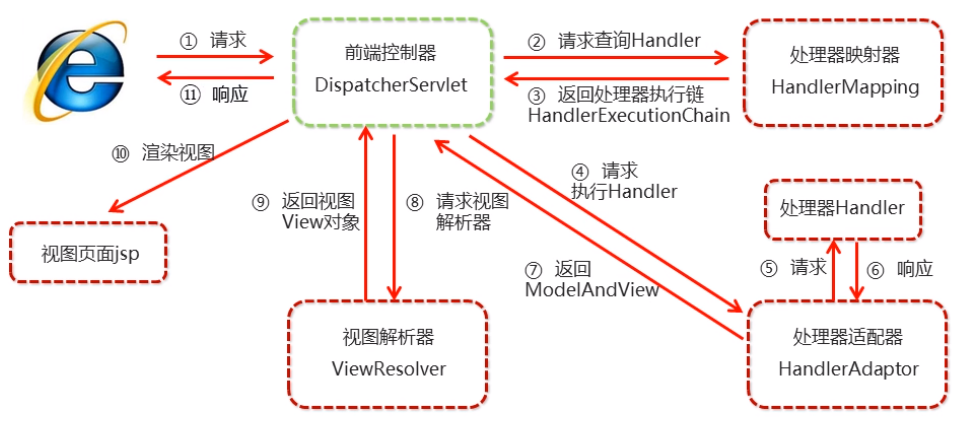 ① 请求
⑪ 响应
前端控制器
DispatcherServlet
② 请求查询Handler
③ 返回处理器执行链
HandlerExecutionChain
处理器映射器
HandlerMapping
⑩ 渲染视图
视图页面jsp
⑨ 返回视图
View对象
⑧ 请求视图
解析器
④ 请求
执行Handler
处理器Handler
⑤ 请求
⑥ 响应
⑦ 返回
ModelAndView
视图解析器
ViewResolver
处理器适配器
HandlerAdaptor